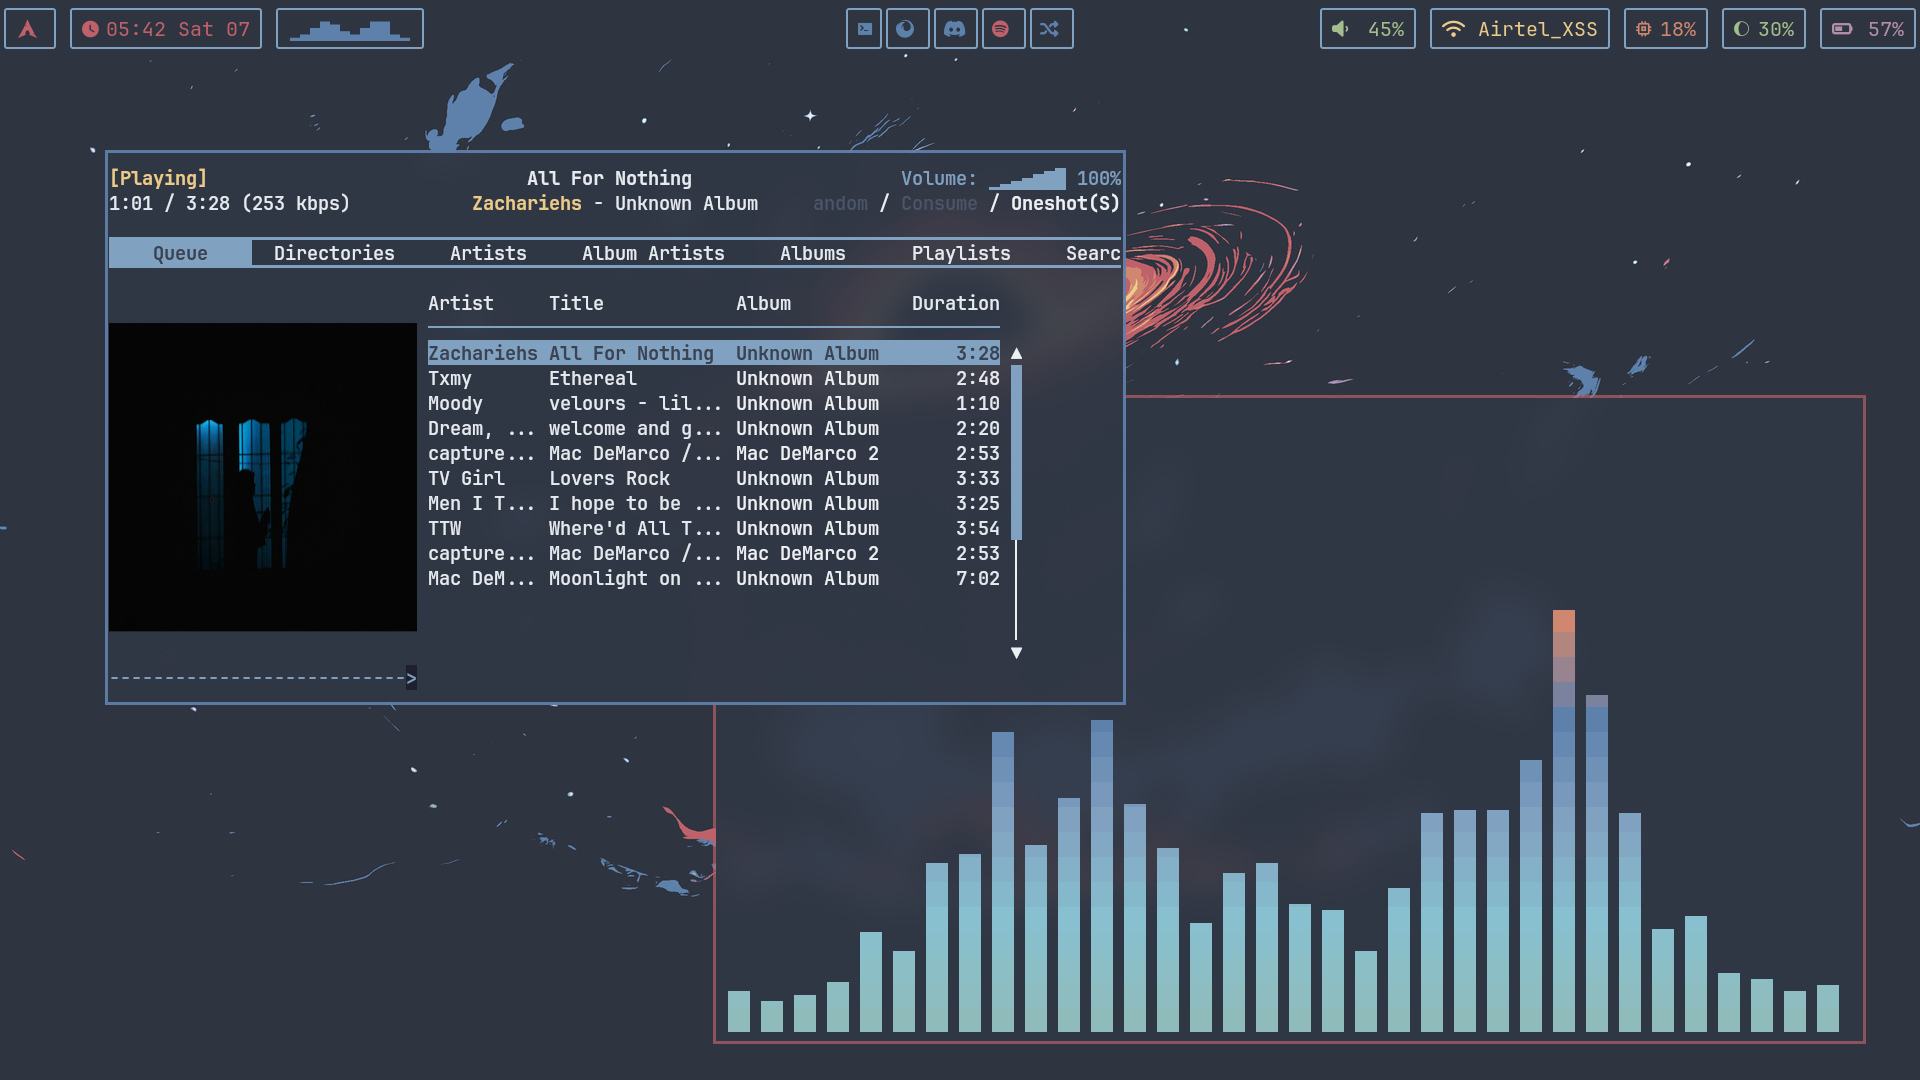 05:42 Sat 07
45%
Airtel_XSS
18%
30%
57%
[Playing]
All For Nothing
Volume: 100%
1:01 / 3:28 (253 kbps)
Zachariehs - Unknown Album
andom / Consume / Oneshot(S)
Queue Directories Artists Album Artists Albums Playlists Searc
Artist Title Album Duration
Zachariehs All For Nothing Unknown Album 3:28
Txmy Ethereal Unknown Album 2:48
Moody velours - lil... Unknown Album 1:10
Dream, ... welcome and g... Unknown Album 2:20
capture... Mac DeMarco /... Mac DeMarco 2 2:53
TV Girl Lovers Rock Unknown Album 3:33
Men I T... I hope to be ... Unknown Album 3:25
TTW Where'd All T... Unknown Album 3:54
capture... Mac DeMarco /... Mac DeMarco 2 2:53
Mac DeM... Moonlight on ... Unknown Album 7:02